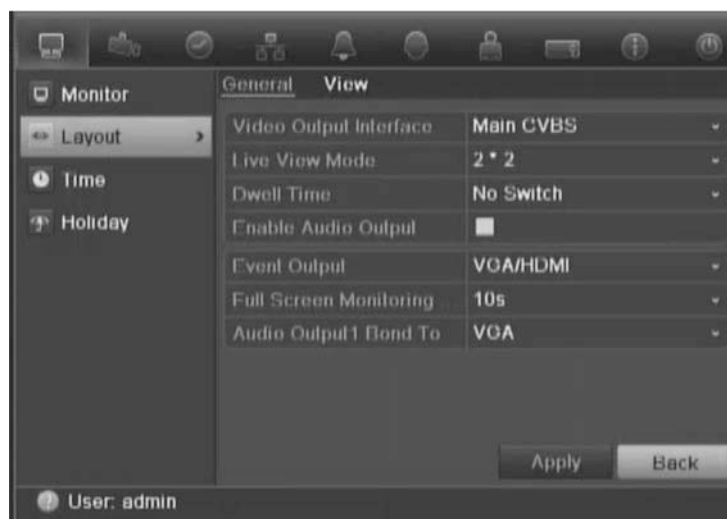 General View
Monitor
Layout
Time
Holiday
Video Output Interface Main CVBS
Live View Mode 2 * 2
Dwell Time No Switch
Enable Audio Output
Event Output VGA/HDMI
Full Screen Monitoring 10s
Audio Output1 Bond To VGA
Apply Back
User: admin